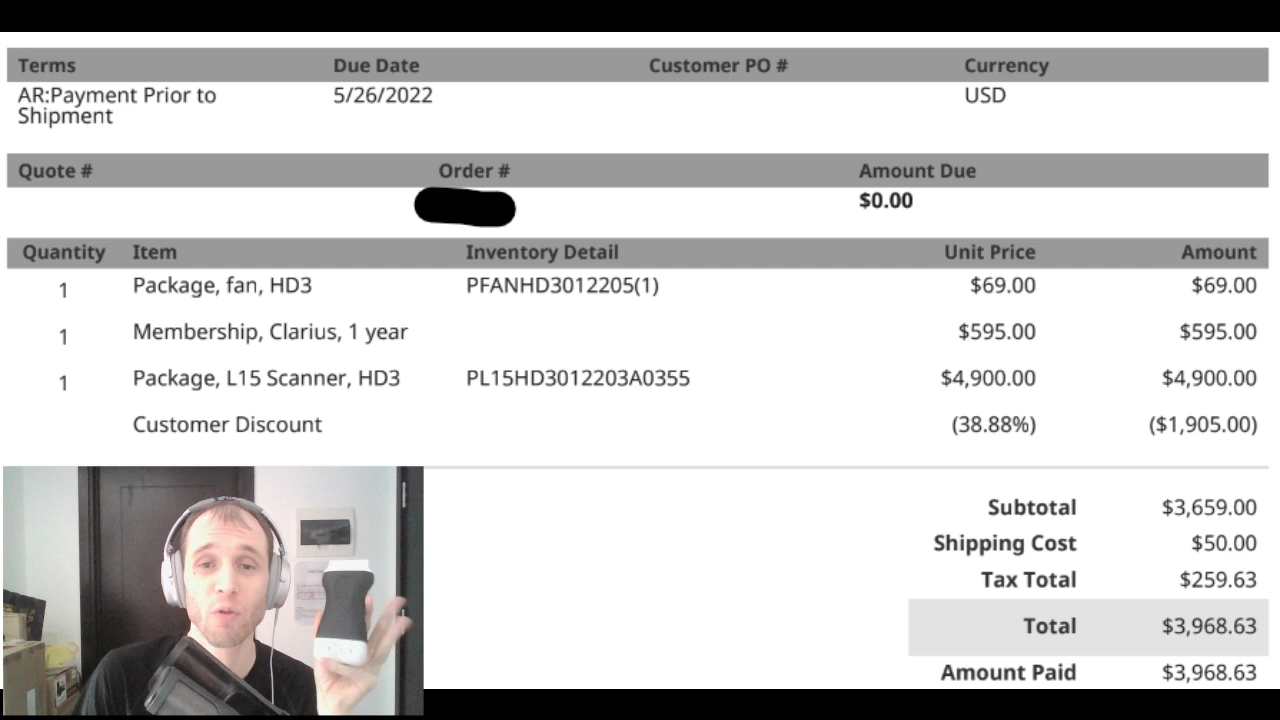 Terms Due Date Customer PO # Currency
AR:Payment Prior to Shipment 5/26/2022 USD
Quote # Order # Amount Due
$0.00
Quantity Item Inventory Detail Unit Price Amount
1 Package, fan, HD3 PFANHD3012205(1) $69.00 $69.00
1 Membership, Clarius, 1 year $595.00 $595.00
1 Package, L15 Scanner, HD3 PL15HD3012203A0355 $4,900.00 $4,900.00
Customer Discount (38.88%) ($1,905.00)
Subtotal $3,659.00
Shipping Cost $50.00
Tax Total $259.63
Total $3,968.63
Amount Paid $3,968.63